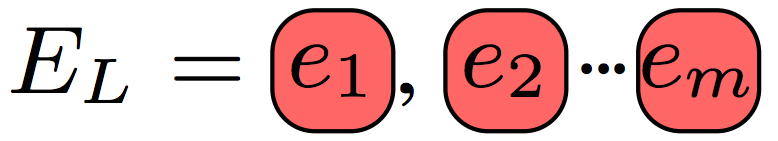 E_L = e_1, e_2 ... e_m